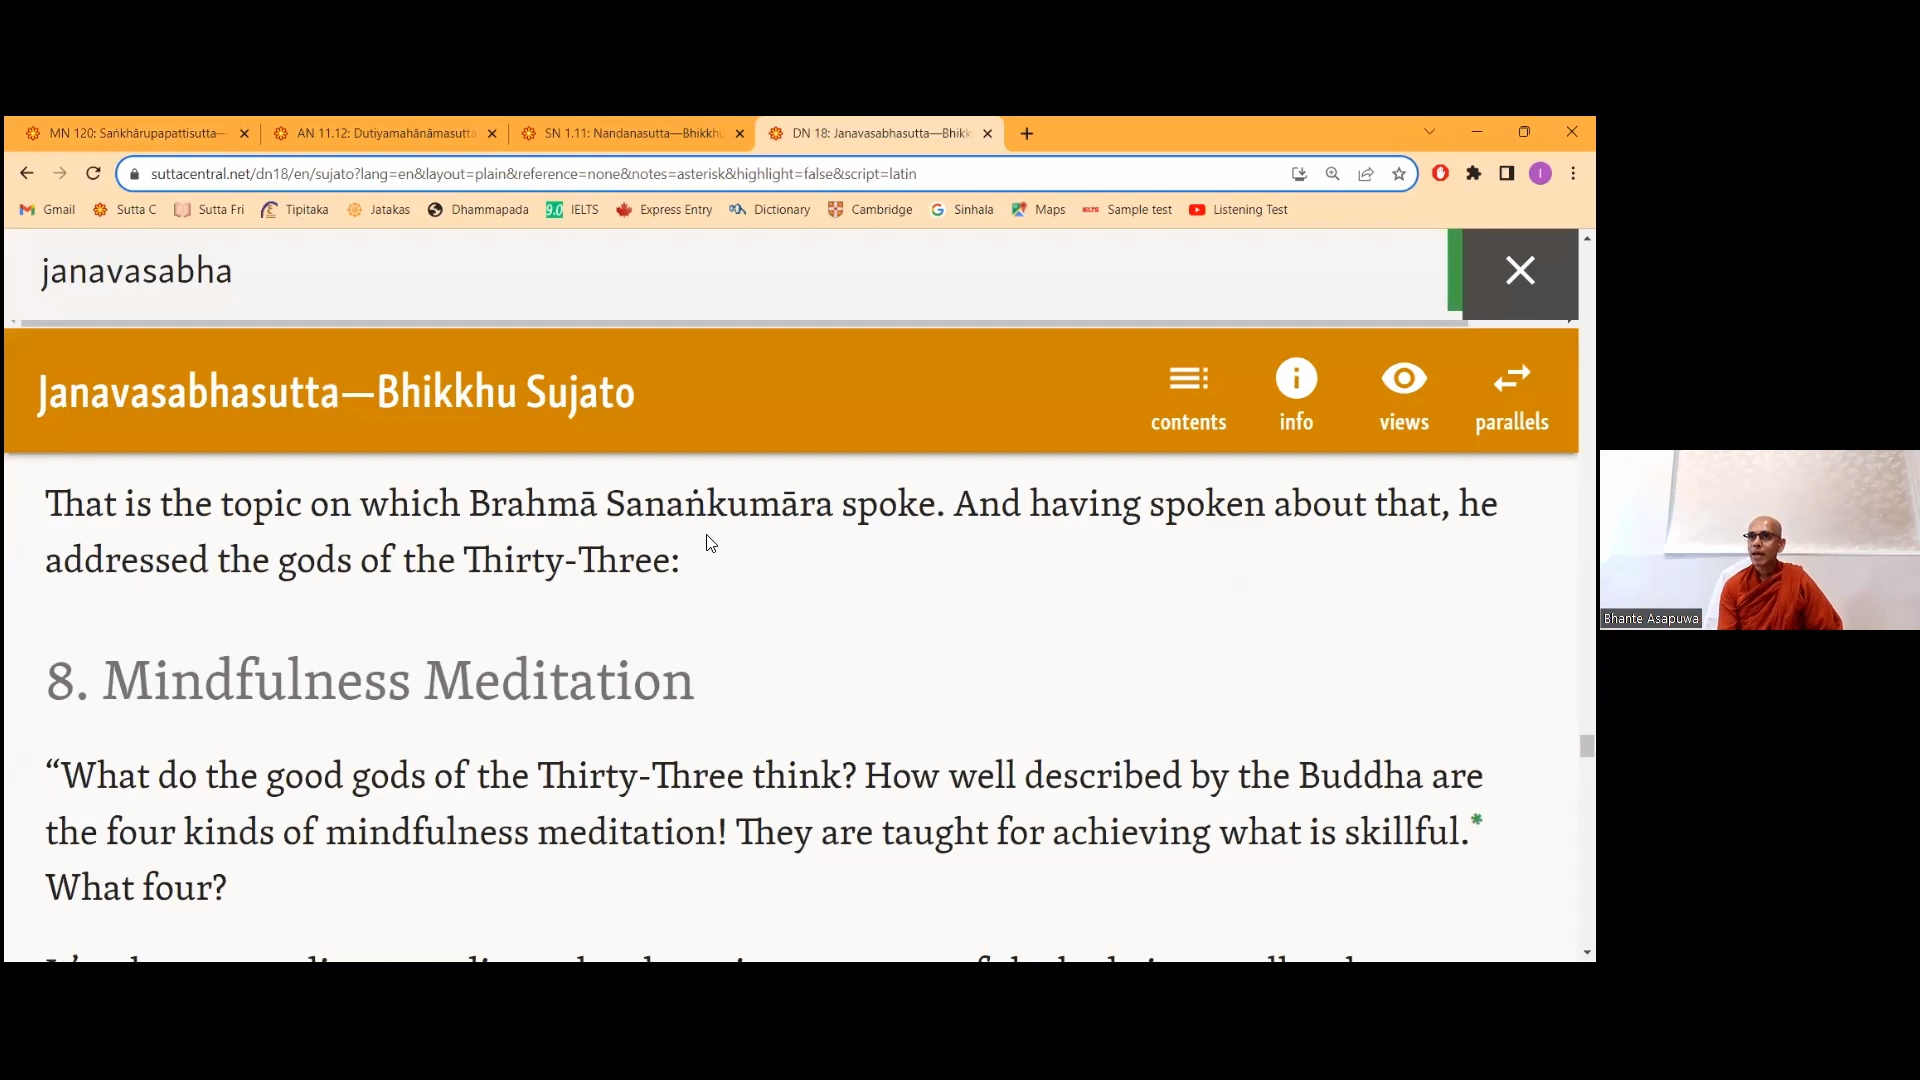 MN 120: Saṅkhārupapattisutta—
AN 11.12: Dutiyamahānāmasutta
SN 1.11: Nandanasutta—Bhikkhu
DN 18: Janavasabhasutta—Bhikk
suttacentral.net/dn18/en/sujato?lang=en&layout=plain&reference=none&notes=asterisk&highlight=false&script=latin
I
Gmail Sutta C Sutta Fri Tipitaka Jatakas Dhammapada 9.0 IELTS Express Entry Dictionary Cambridge Sinhala Maps IELTS Sample test Listening Test
janavasabha
Janavasabhasutta—Bhikkhu Sujato
contents info views parallels
That is the topic on which Brahmā Sanaṅkumāra spoke. And having spoken about that, he
addressed the gods of the Thirty-Three:
8. Mindfulness Meditation
“What do the good gods of the Thirty-Three think? How well described by the Buddha are
the four kinds of mindfulness meditation! They are taught for achieving what is skillful.*
What four?
Bhante Asapuwa